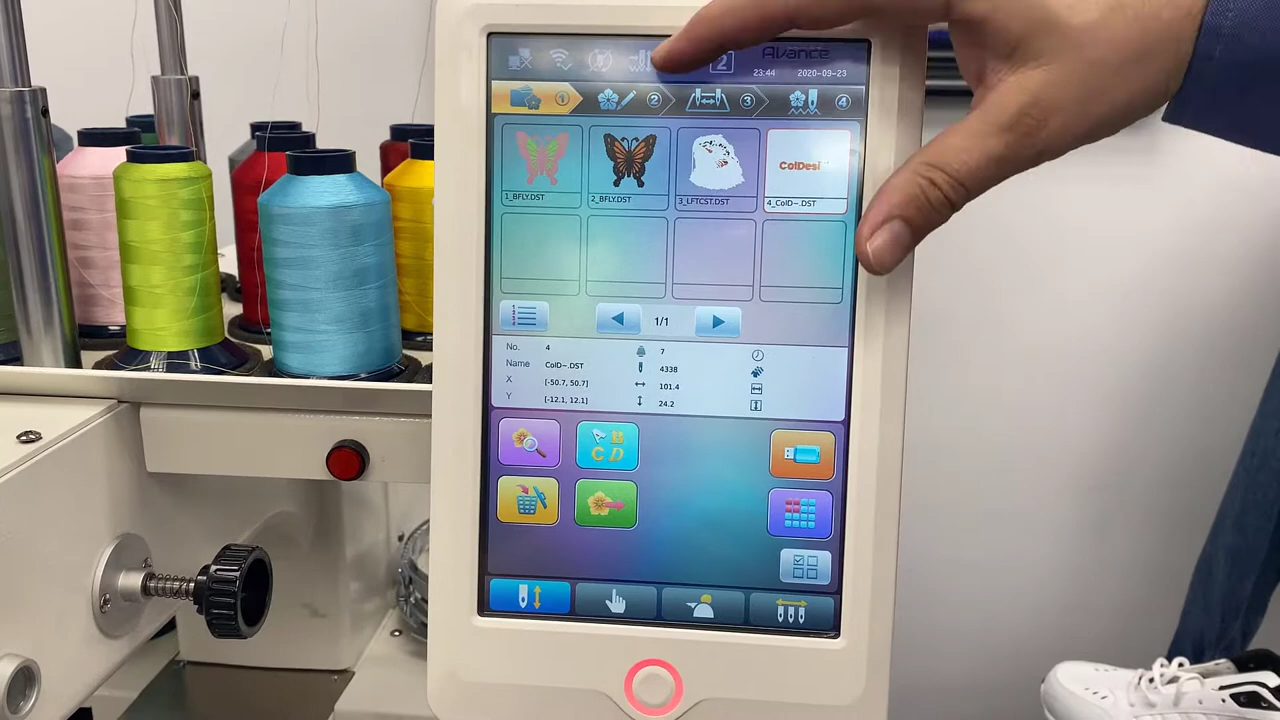 2
Avance
23:44 2020-09-23
1 2 3 4
ColDesi
1_BFLY.DST 2_BFLY.DST 3_LFTCST.DST 4_ColD~.DST
1/1
No. 4 7
Name ColD~.DST 4338
X [-50.7, 50.7] 101.4
Y [-12.1, 12.1] 24.2
A B
C D